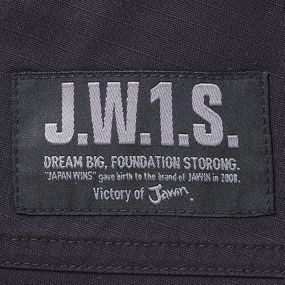 J.W.1.S.
DREAM BIG, FOUNDATION STORONG.
"JAPAN WINS" gave birth to the brand of JAWIN in 2008.
Victory of Jawin.